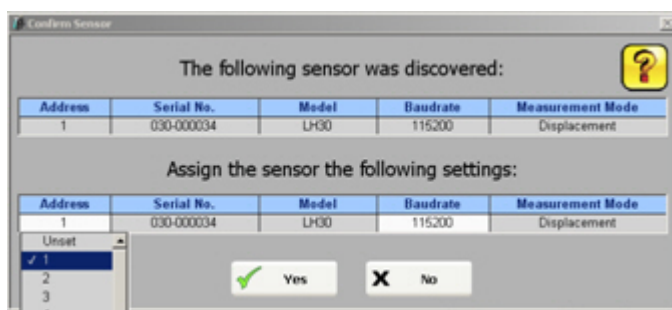 Confirm Sensor
The following sensor was discovered:
Address Serial No. Model Baudrate Measurement Mode
1 030-000034 LH30 115200 Displacement
Assign the sensor the following settings:
Address Serial No. Model Baudrate Measurement Mode
1 030-000034 LH30 115200 Displacement
Unset
✓ 1
2
3
Yes No